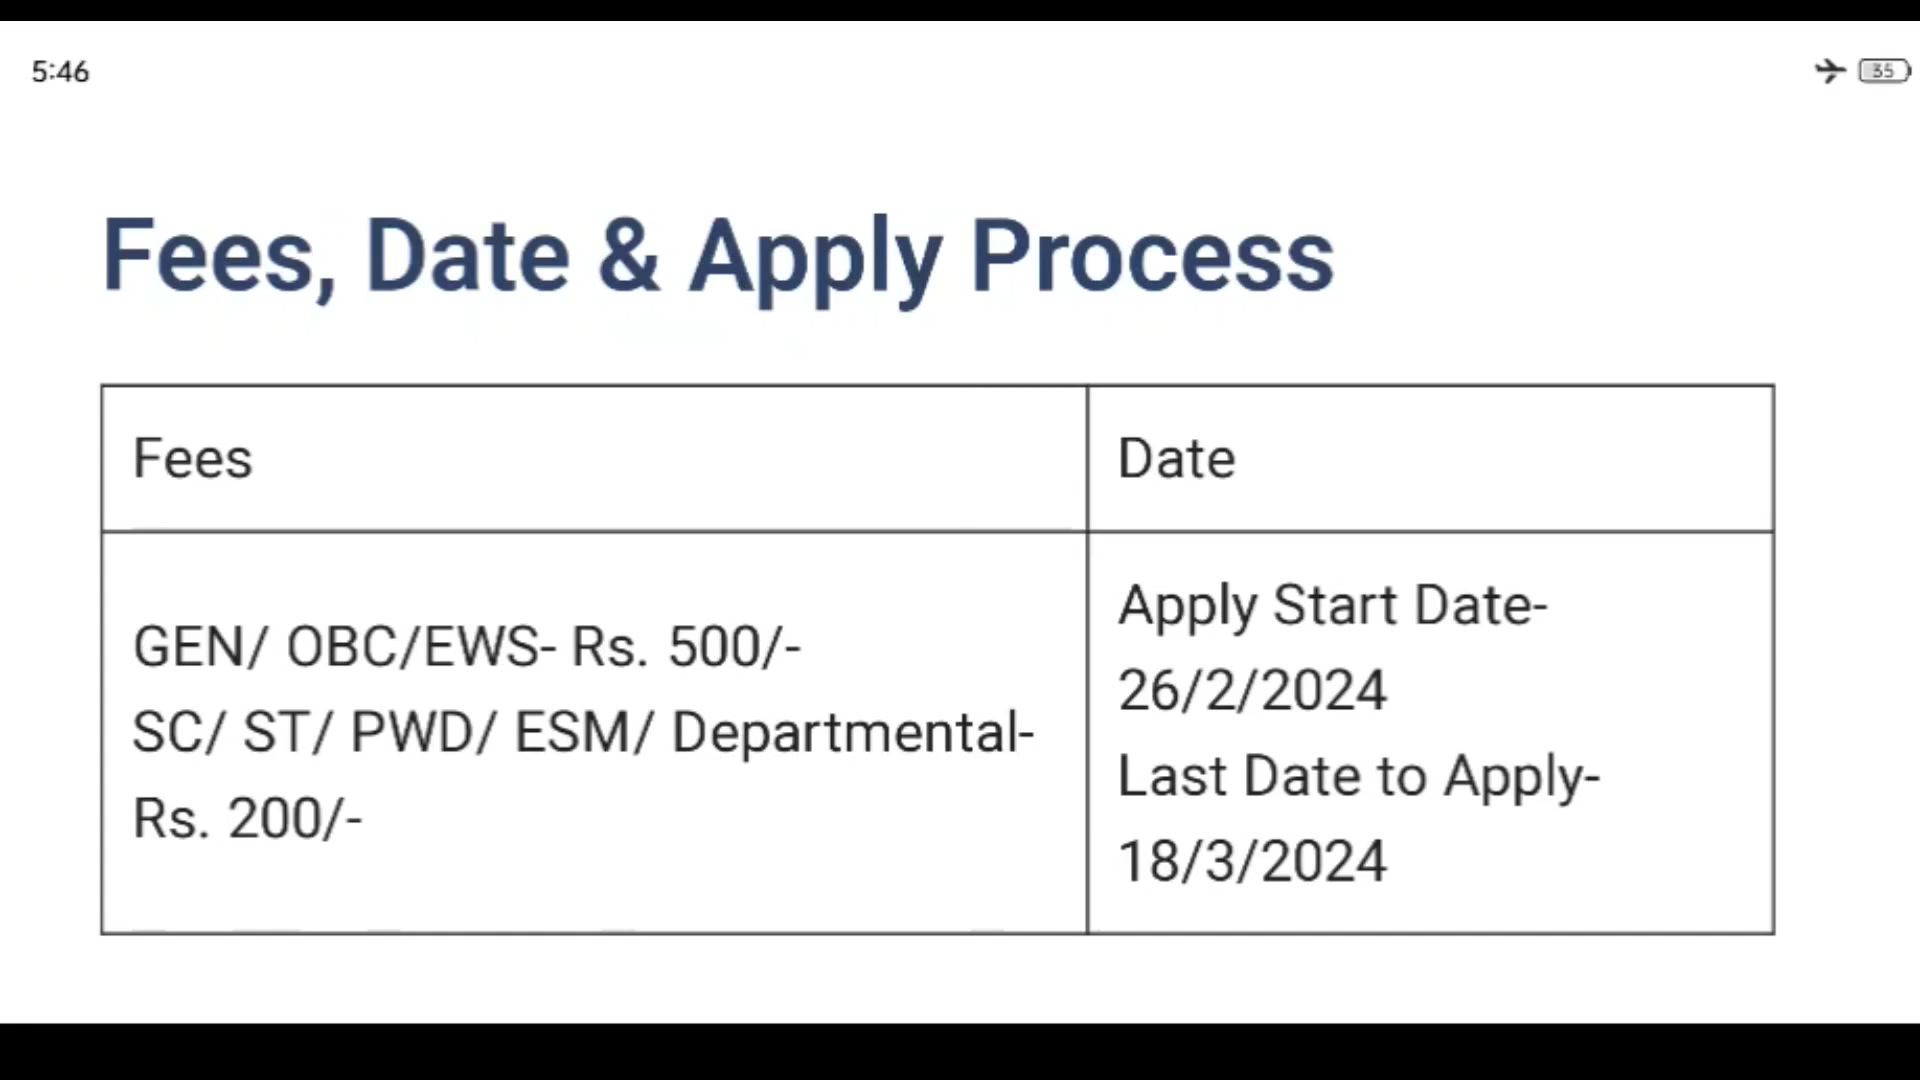 5:46
35
Fees, Date & Apply Process
Fees
Date
GEN/ OBC/EWS- Rs. 500/-
SC/ ST/ PWD/ ESM/ Departmental-
Rs. 200/-
Apply Start Date-
26/2/2024
Last Date to Apply-
18/3/2024